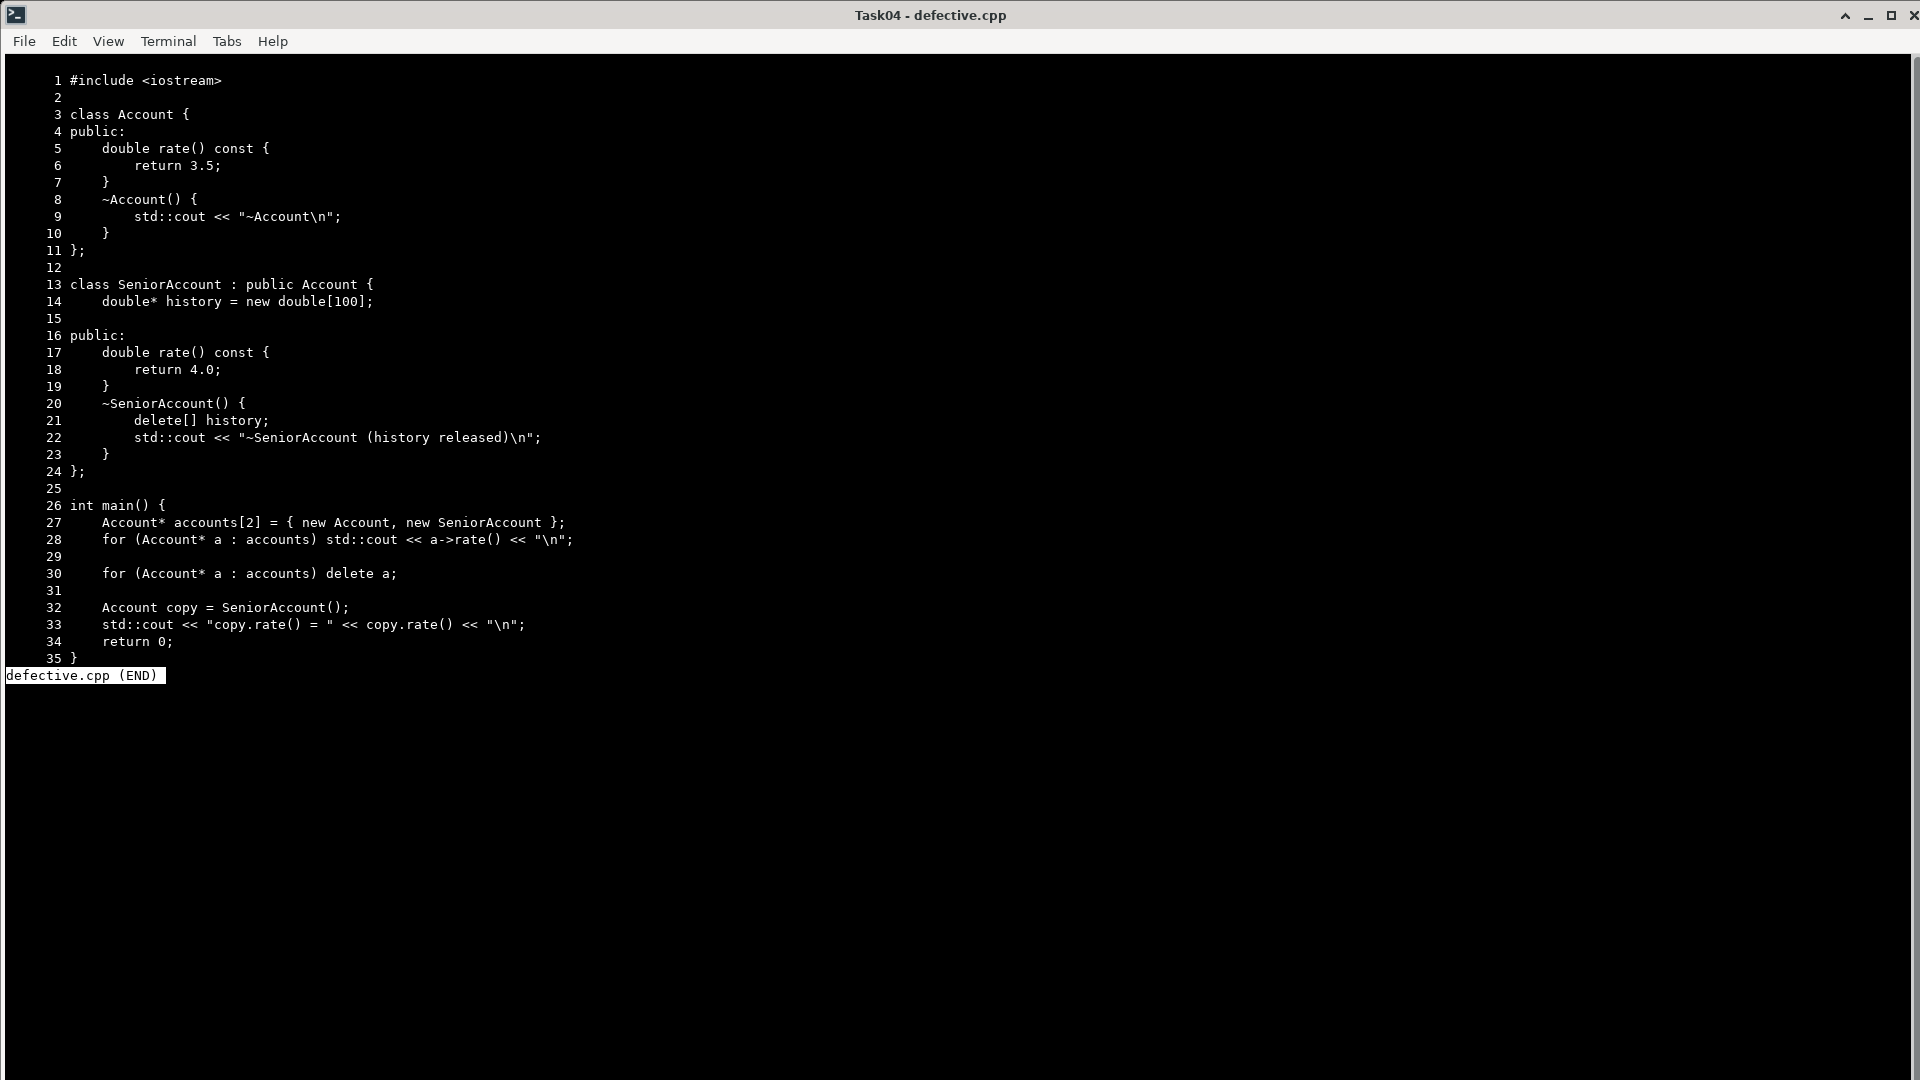 Task04 - defective.cpp
File Edit View Terminal Tabs Help
1 #include <iostream>
2
3 class Account {
4 public:
5     double rate() const {
6         return 3.5;
7     }
8     ~Account() {
9         std::cout << "~Account\n";
10     }
11 };
12
13 class SeniorAccount : public Account {
14     double* history = new double[100];
15
16 public:
17     double rate() const {
18         return 4.0;
19     }
20     ~SeniorAccount() {
21         delete[] history;
22         std::cout << "~SeniorAccount (history released)\n";
23     }
24 };
25
26 int main() {
27     Account* accounts[2] = { new Account, new SeniorAccount };
28     for (Account* a : accounts) std::cout << a->rate() << "\n";
29
30     for (Account* a : accounts) delete a;
31
32     Account copy = SeniorAccount();
33     std::cout << "copy.rate() = " << copy.rate() << "\n";
34     return 0;
35 }
defective.cpp (END)